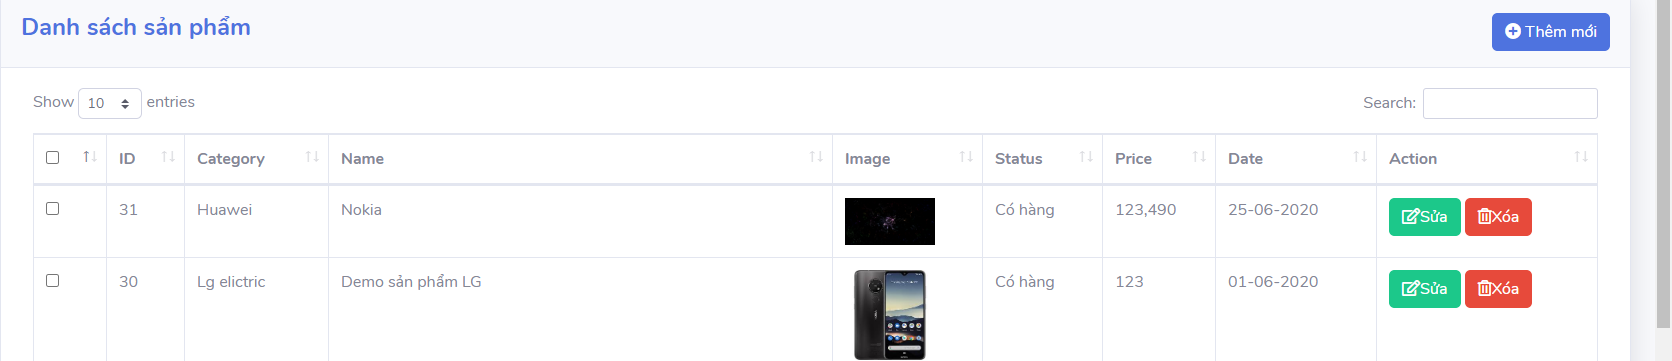 Danh sách sản phẩm
Thêm mới
Show 10 entries
Search:
ID Category Name Image Status Price Date Action
31 Huawei Nokia Có hàng 123,490 25-06-2020 Sửa Xóa
30 Lg elictric Demo sản phẩm LG Có hàng 123 01-06-2020 Sửa Xóa